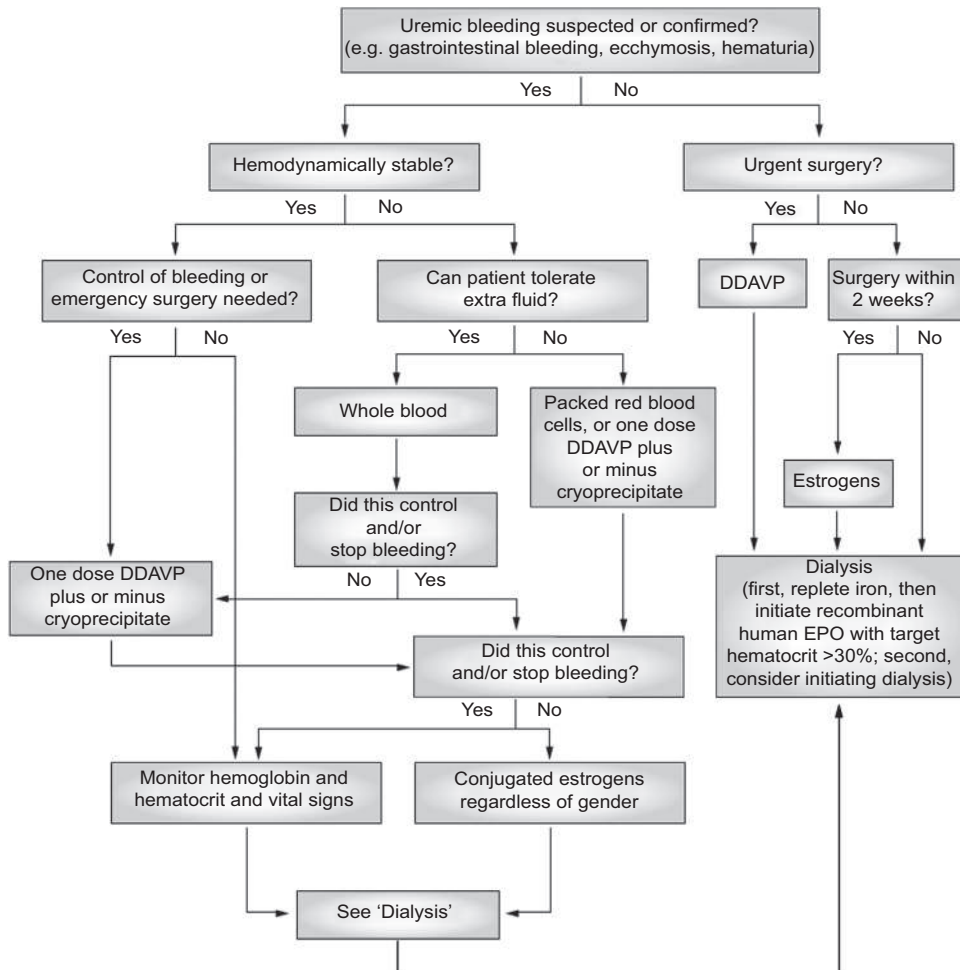 Uremic bleeding suspected or confirmed?
(e.g. gastrointestinal bleeding, ecchymosis, hematuria)
Yes No
Hemodynamically stable?
Urgent surgery?
Yes No
Yes No
Control of bleeding or
emergency surgery needed?
Can patient tolerate
extra fluid?
DDAVP
Surgery within
2 weeks?
Yes No
Yes No
Yes No
Whole blood
Packed red blood
cells, or one dose
DDAVP plus
or minus
cryoprecipitate
Estrogens
Did this control
and/or
stop bleeding?
No Yes
One dose DDAVP
plus or minus
cryoprecipitate
Dialysis
(first, replete iron, then
initiate recombinant
human EPO with target
hematocrit >30%; second,
consider initiating dialysis)
Did this control
and/or stop bleeding?
Yes No
Monitor hemoglobin and
hematocrit and vital signs
Conjugated estrogens
regardless of gender
See ‘Dialysis’